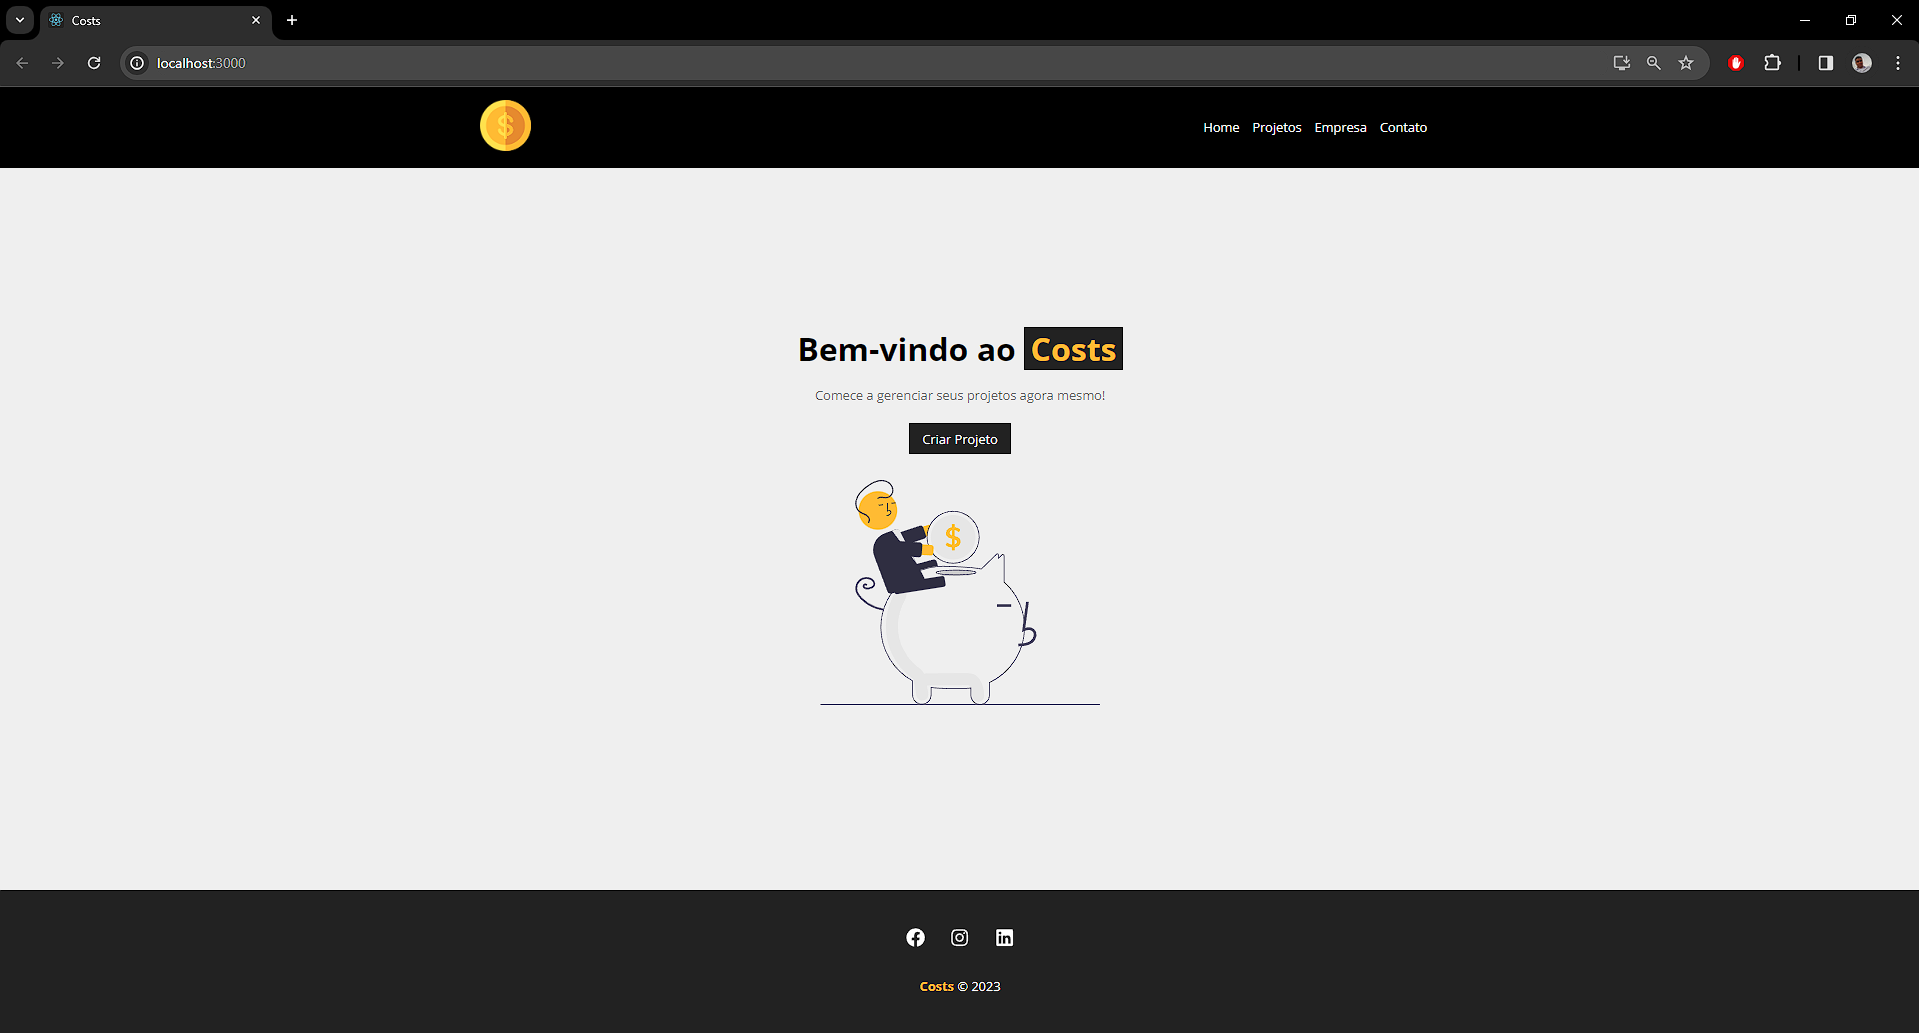 Costs
localhost:3000
$
Home Projetos Empresa Contato
Bem-vindo ao Costs
Comece a gerenciar seus projetos agora mesmo!
Criar Projeto
$
Costs © 2023